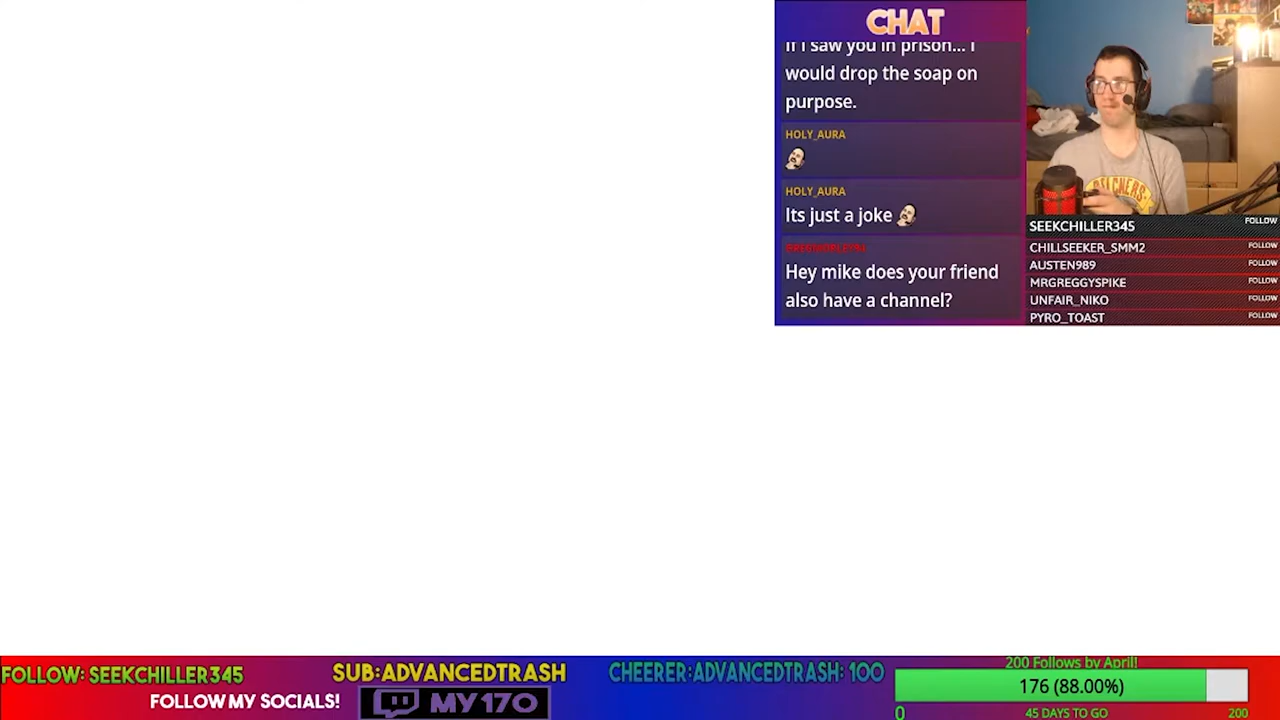 CHAT
If I saw you in prison... I
would drop the soap on
purpose.
HOLY_AURA
HOLY_AURA
Its just a joke
Hey mike does your friend
also have a channel?
SEEKCHILLER345 FOLLOW
CHILLSEEKER_SMM2 FOLLOW
AUSTEN989 FOLLOW
MRGREGGYSPIKE FOLLOW
UNFAIR_NIKO FOLLOW
PYRO_TOAST FOLLOW
FOLLOW: SEEKCHILLER345
SUB:ADVANCEDTRASH
CHEERER:ADVANCEDTRASH: 100
FOLLOW MY SOCIALS!
MY170
200 Follows by April!
176 (88.00%)
0 45 DAYS TO GO 200